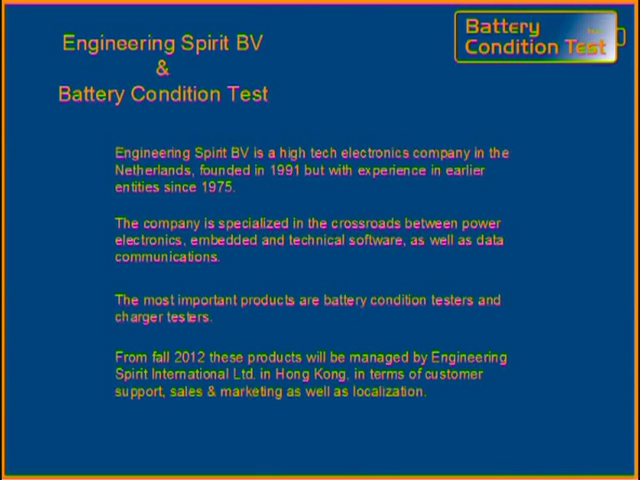 Engineering Spirit BV
&
Battery Condition Test
Battery
Condition Test
Engineering Spirit BV is a high tech electronics company in the
Netherlands, founded in 1991 but with experience in earlier
entities since 1975.
The company is specialized in the crossroads between power
electronics, embedded and technical software, as well as data
communications.
The most important products are battery condition testers and
charger testers.
From fall 2012 these products will be managed by Engineering
Spirit International Ltd. in Hong Kong, in terms of customer
support, sales & marketing as well as localization.